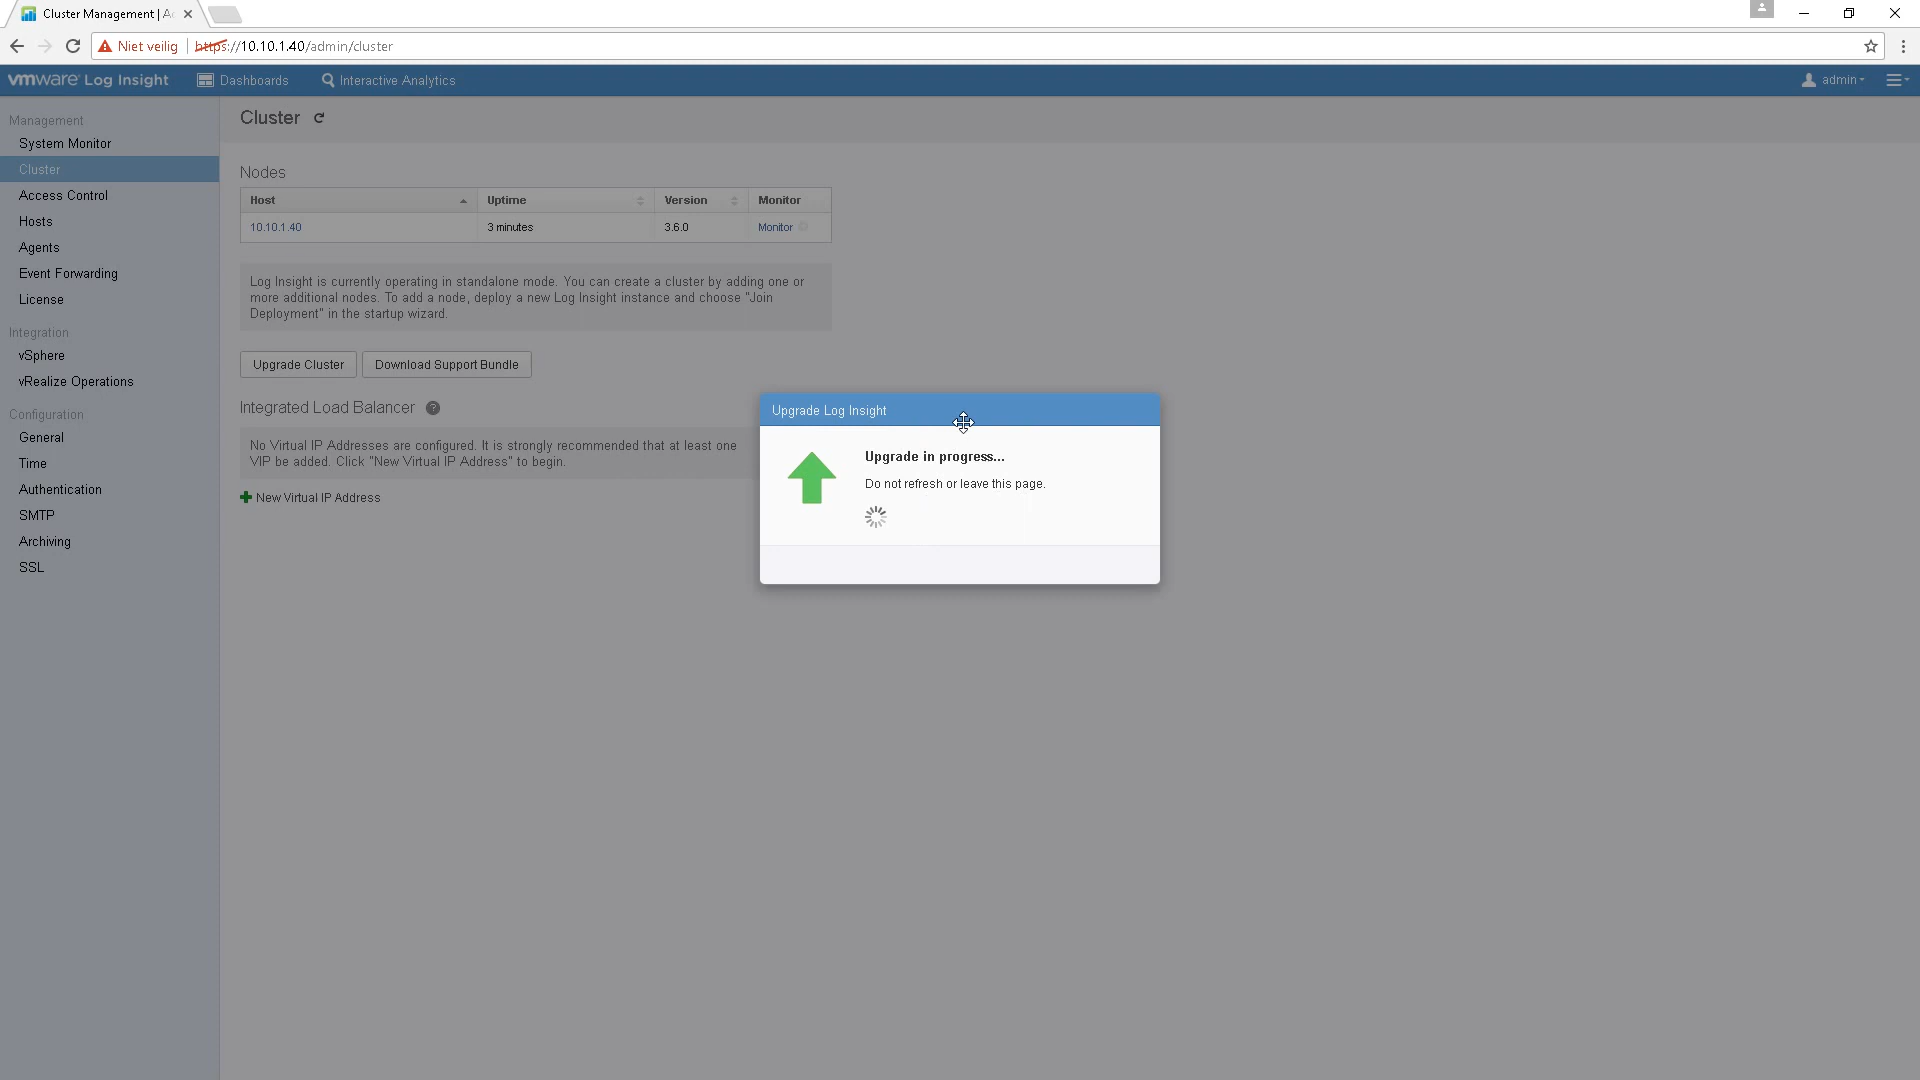 Cluster Management | A
Niet veilig https://10.10.1.40/admin/cluster
vmware Log Insight Dashboards Interactive Analytics admin
Management
System Monitor
Cluster
Access Control
Hosts
Agents
Event Forwarding
License
Integration
vSphere
vRealize Operations
Configuration
General
Time
Authentication
SMTP
Archiving
SSL
Cluster
Nodes
Host Uptime Version Monitor
10.10.1.40 3 minutes 3.6.0 Monitor
Log Insight is currently operating in standalone mode. You can create a cluster by adding one or
more additional nodes. To add a node, deploy a new Log Insight instance and choose "Join
Deployment" in the startup wizard.
Upgrade Cluster Download Support Bundle
Integrated Load Balancer ?
No Virtual IP Addresses are configured. It is strongly recommended that at least one
VIP be added. Click "New Virtual IP Address" to begin.
New Virtual IP Address
Upgrade Log Insight
Upgrade in progress...
Do not refresh or leave this page.